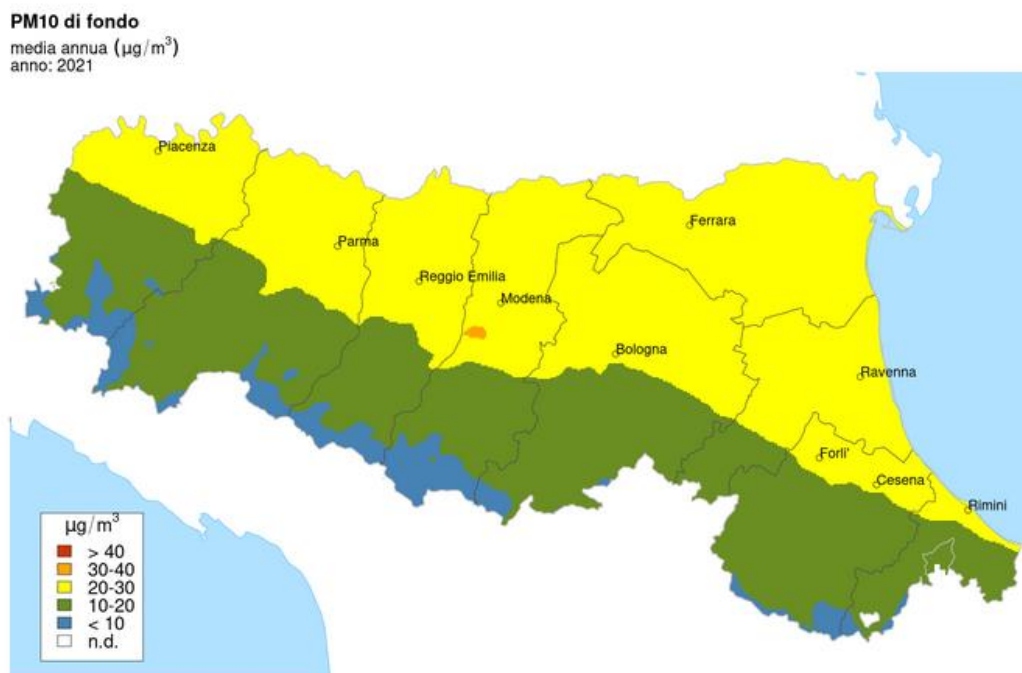 PM10 di fondo
media annua (µg/m³)
anno: 2021
Piacenza
Parma
Reggio Emilia
Modena
Ferrara
Bologna
Ravenna
Forli'
Cesena
Rimini
µg/m³
> 40
30-40
20-30
10-20
< 10
n.d.